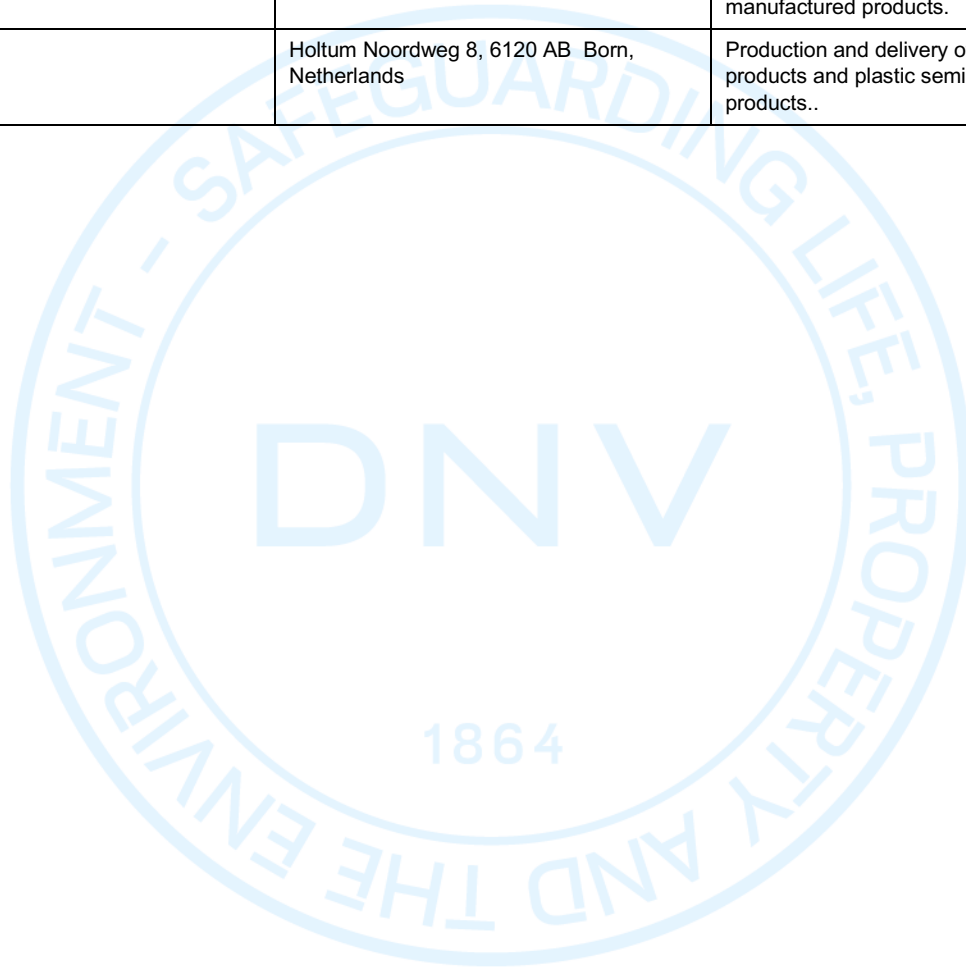 manufactured products.
Holtum Noordweg 8, 6120 AB Born,
Netherlands
Production and delivery
products and plastic semi
products..
SAFEGUARDING LIFE, PROPERTY AND THE ENVIRONMENT -
DNV
1864